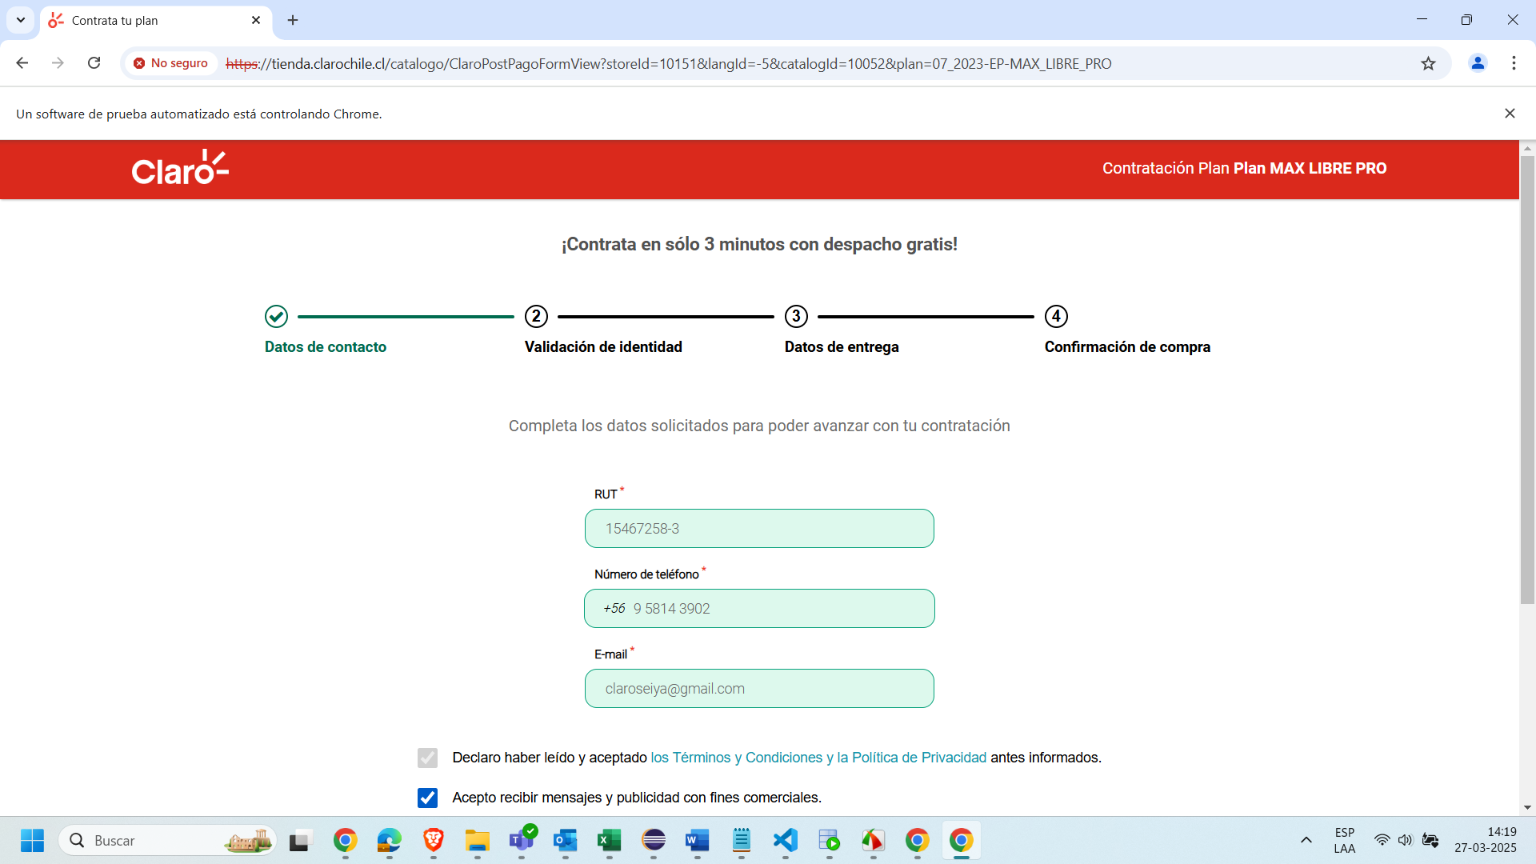 Contrata tu plan
No seguro
https://tienda.clarochile.cl/catalogo/ClaroPostPagoFormView?storeId=10151&langId=-5&catalogId=10052&plan=07_2023-EP-MAX_LIBRE_PRO
Un software de prueba automatizado está controlando Chrome.
Claro
Contratación Plan Plan MAX LIBRE PRO
¡Contrata en sólo 3 minutos con despacho gratis!
2 3 4
Datos de contacto Validación de identidad Datos de entrega Confirmación de compra
Completa los datos solicitados para poder avanzar con tu contratación
RUT *
15467258-3
Número de teléfono *
+56 9 5814 3902
E-mail *
claroseiya@gmail.com
Declaro haber leído y aceptado los Términos y Condiciones y la Política de Privacidad antes informados.
Acepto recibir mensajes y publicidad con fines comerciales.
Buscar
ESP
LAA
14:19
27-03-2025